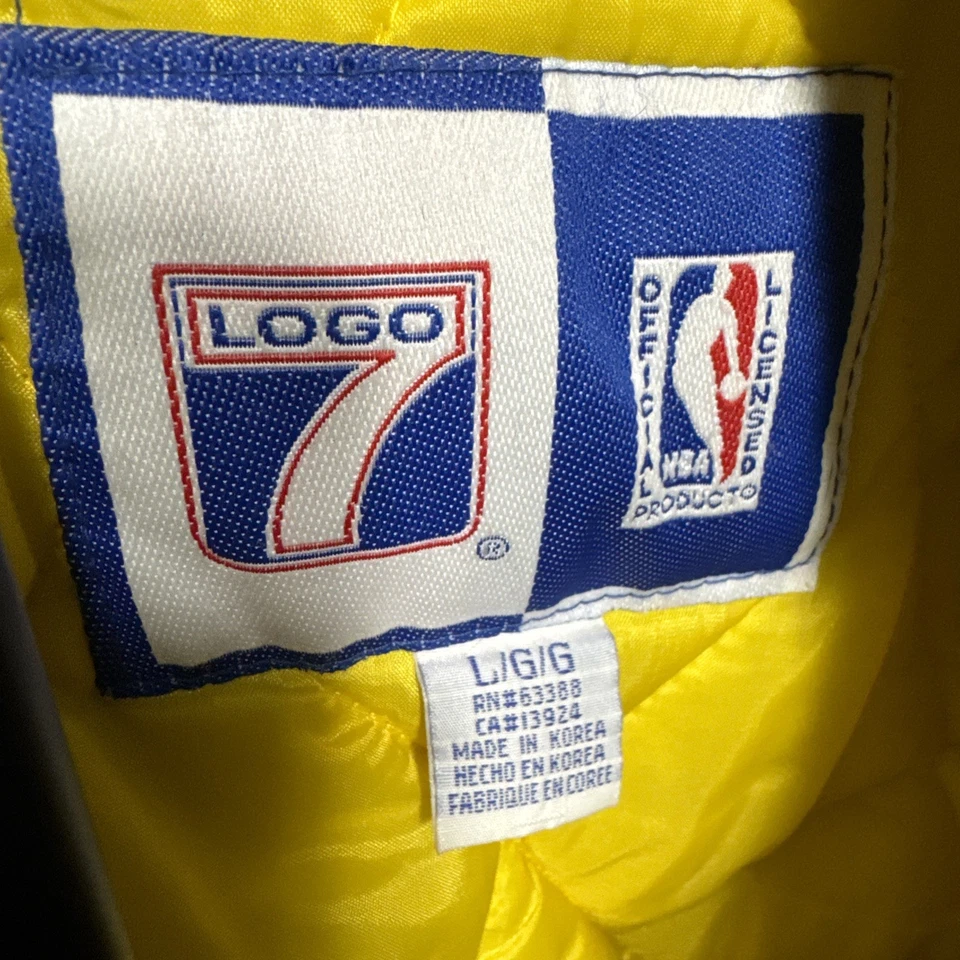 LOGO
7
®
OFFICIAL
LICENSED
NBA
PRODUCT
L/G/G
RN#63388
CA#13924
MADE IN KOREA
HECHO EN KOREA
FABRIQUE EN COREE